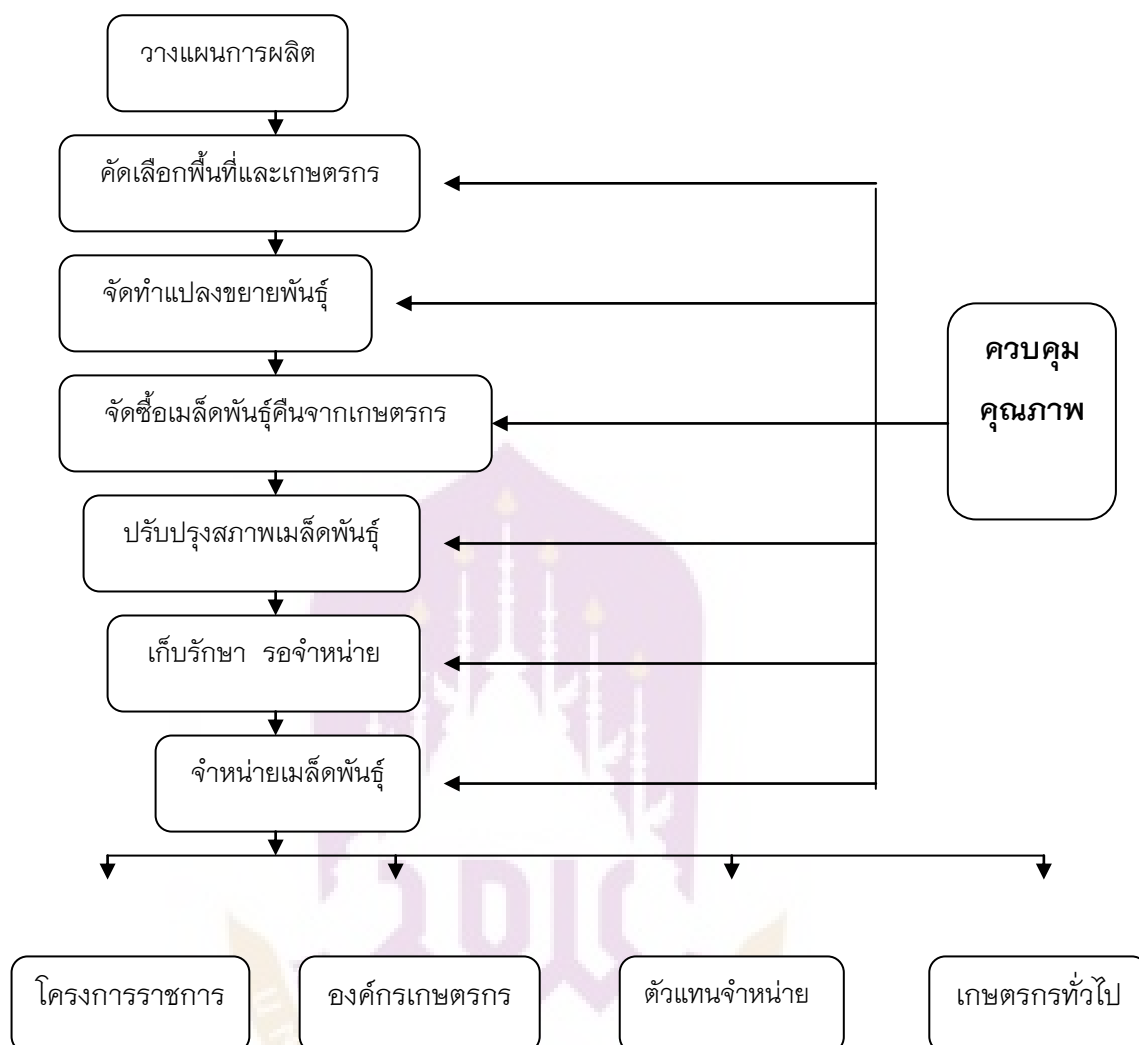 วางแผนการผลิต
คัดเลือกพื้นที่และเกษตรกร
จัดทำแปลงขยายพันธุ์
ควบคุม
คุณภาพ
จัดซื้อเมล็ดพันธุ์คืนจากเกษตรกร
ปรับปรุงสภาพเมล็ดพันธุ์
เก็บรักษา รอจำหน่าย
จำหน่ายเมล็ดพันธุ์
โครงการราชการ
องค์กรเกษตรกร
ตัวแทนจำหน่าย
เกษตรกรทั่วไป